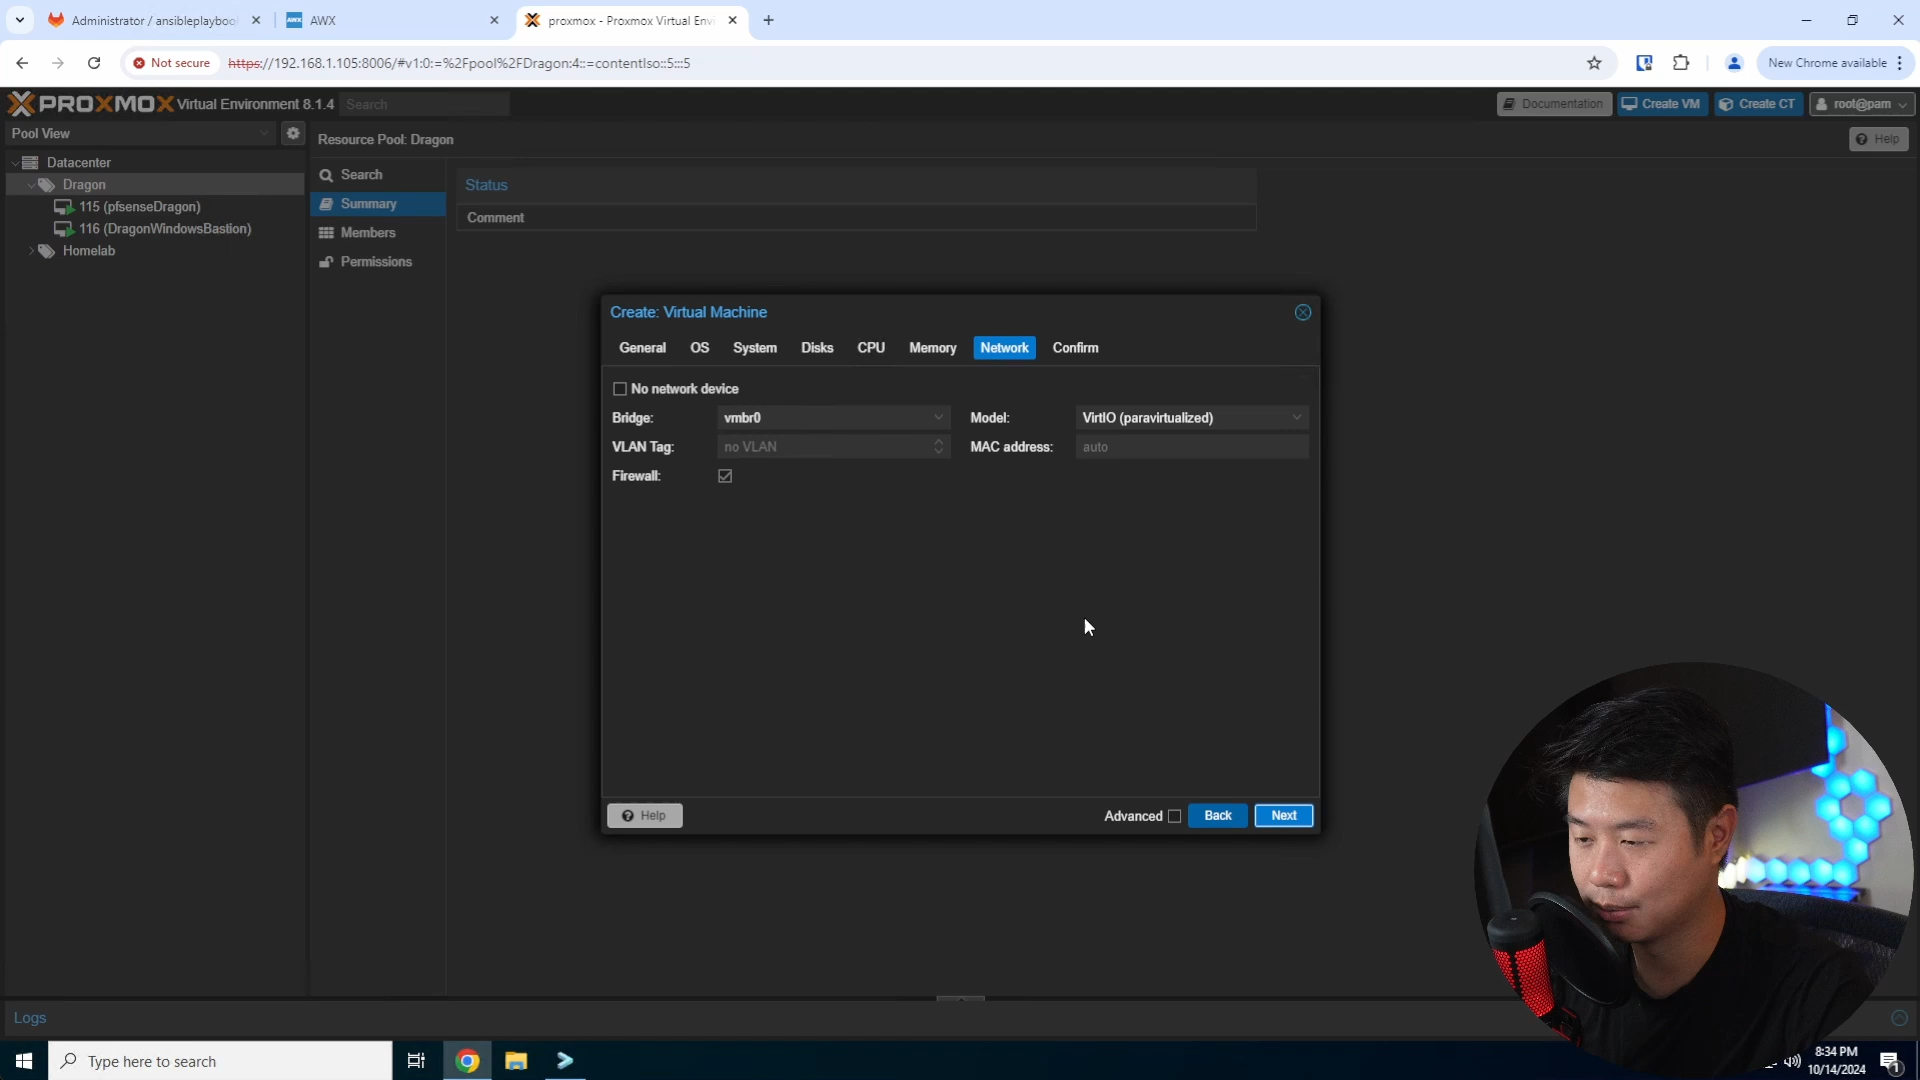 Administrator / ansibleplayboo
AWX
AWX
proxmox - Proxmox Virtual Envi
Not secure
https://192.168.1.105:8006/#v1:0:=%2Fpool%2FDragon:4::=contentIso::5:::5
New Chrome available
PROXMOX Virtual Environment 8.1.4
Search
Documentation
Create VM
Create CT
root@pam
Pool View
Resource Pool: Dragon
Help
Datacenter
Dragon
115 (pfsenseDragon)
116 (DragonWindowsBastion)
Homelab
Search
Summary
Members
Permissions
Status
Comment
Create: Virtual Machine
General OS System Disks CPU Memory Network Confirm
No network device
Bridge: vmbr0 Model: VirtIO (paravirtualized)
VLAN Tag: no VLAN MAC address: auto
Firewall:
Help
Advanced Back Next
Logs
Type here to search
8:34 PM
10/14/2024
1